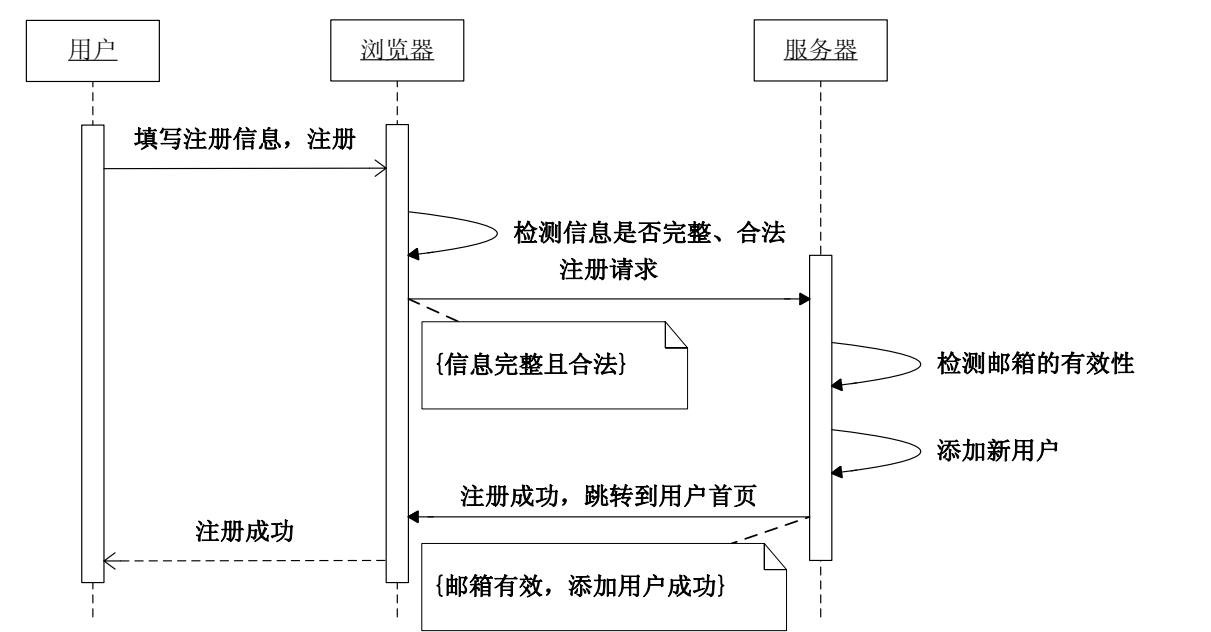 用户
浏览器
服务器
填写注册信息，注册
检测信息是否完整、合法
注册请求
{信息完整且合法}
检测邮箱的有效性
添加新用户
注册成功，跳转到用户首页
注册成功
{邮箱有效，添加用户成功}